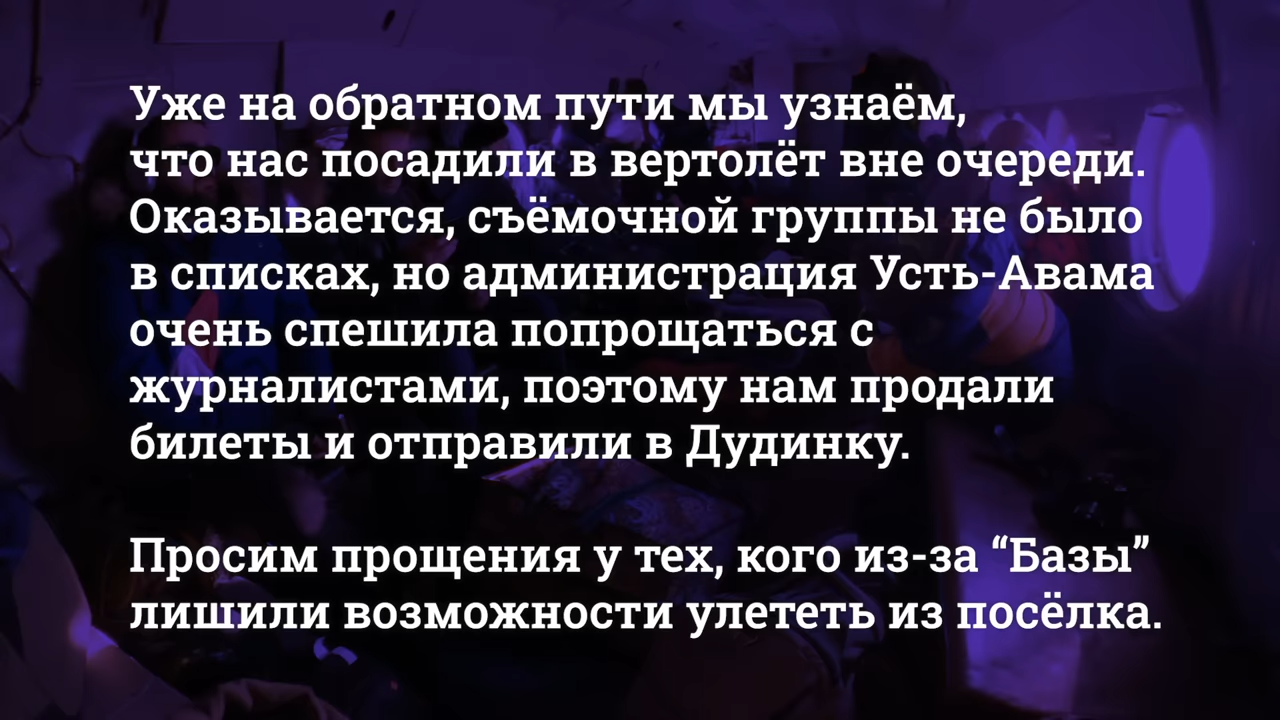 Уже на обратном пути мы узнаём,
что нас посадили в вертолёт вне очереди.
Оказывается, съёмочной группы не было
в списках, но администрация Усть-Авама
очень спешила попрощаться с
журналистами, поэтому нам продали
билеты и отправили в Дудинку.
Просим прощения у тех, кого из-за “Базы”
лишили возможности улететь из посёлка.